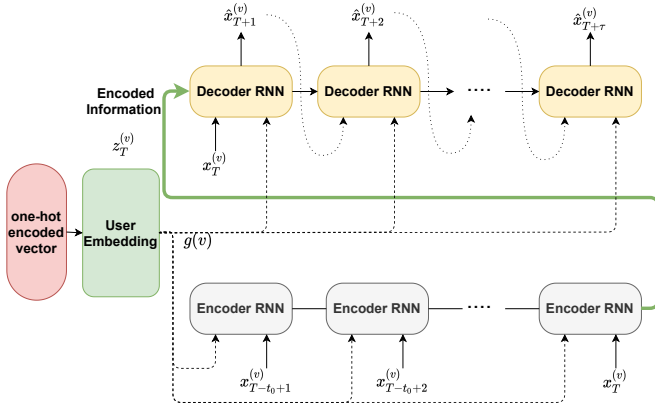 x̂_{T+1}^{(v)} x̂_{T+2}^{(v)} x̂_{T+τ}^{(v)}
Encoded
Information
Decoder RNN Decoder RNN .... Decoder RNN
z_T^{(v)}
x_T^{(v)}
one-hot
encoded
vector
User
Embedding
g(v)
Encoder RNN Encoder RNN .... Encoder RNN
x_{T-t_0+1}^{(v)} x_{T-t_0+2}^{(v)} x_T^{(v)}